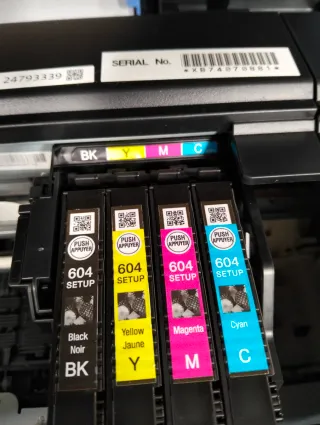 24793339
SERIAL No.
*XB74070881*
BK Y M C
PUSH
APPUYER
604
SETUP
Black
Noir
BK
PUSH
APPUYER
604
SETUP
Yellow
Jaune
Y
PUSH
APPUYER
604
SETUP
Magenta
M
PUSH
APPUYER
604
SETUP
Cyan
C